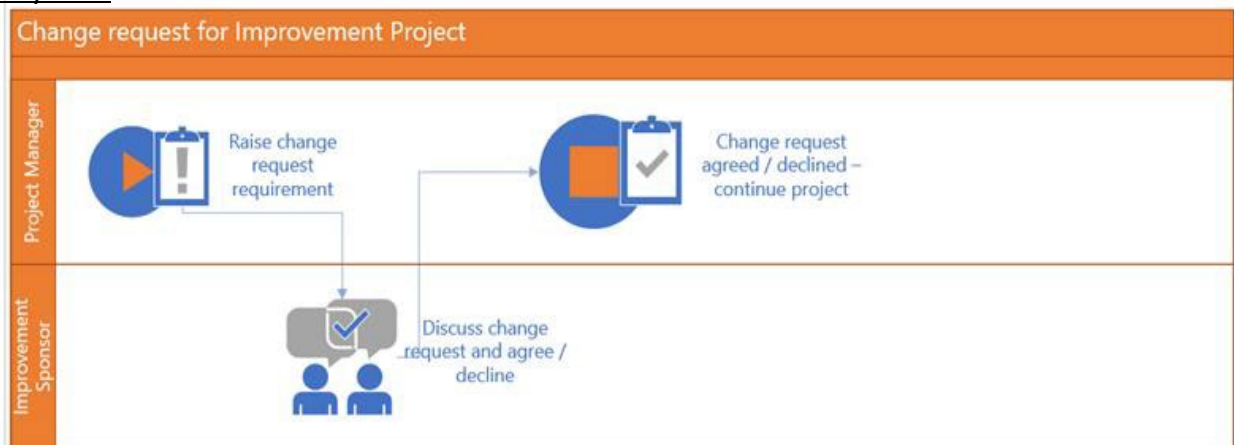 Change request for Improvement Project
Project Manager
Raise change
request
requirement
Change request
agreed / declined –
continue project
Improvement
Sponsor
Discuss change
request and agree /
decline